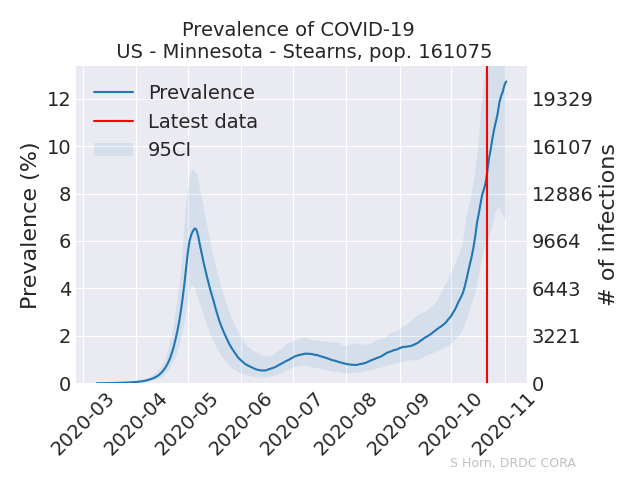 Prevalence of COVID-19
US - Minnesota - Stearns, pop. 161075
Prevalence
Latest data
95CI
Prevalence (%)
12
10
8
6
4
2
0
19329
16107
12886
9664
6443
3221
0
# of infections
2020-03
2020-04
2020-05
2020-06
2020-07
2020-08
2020-09
2020-10
2020-11
S Horn, DRDC CORA